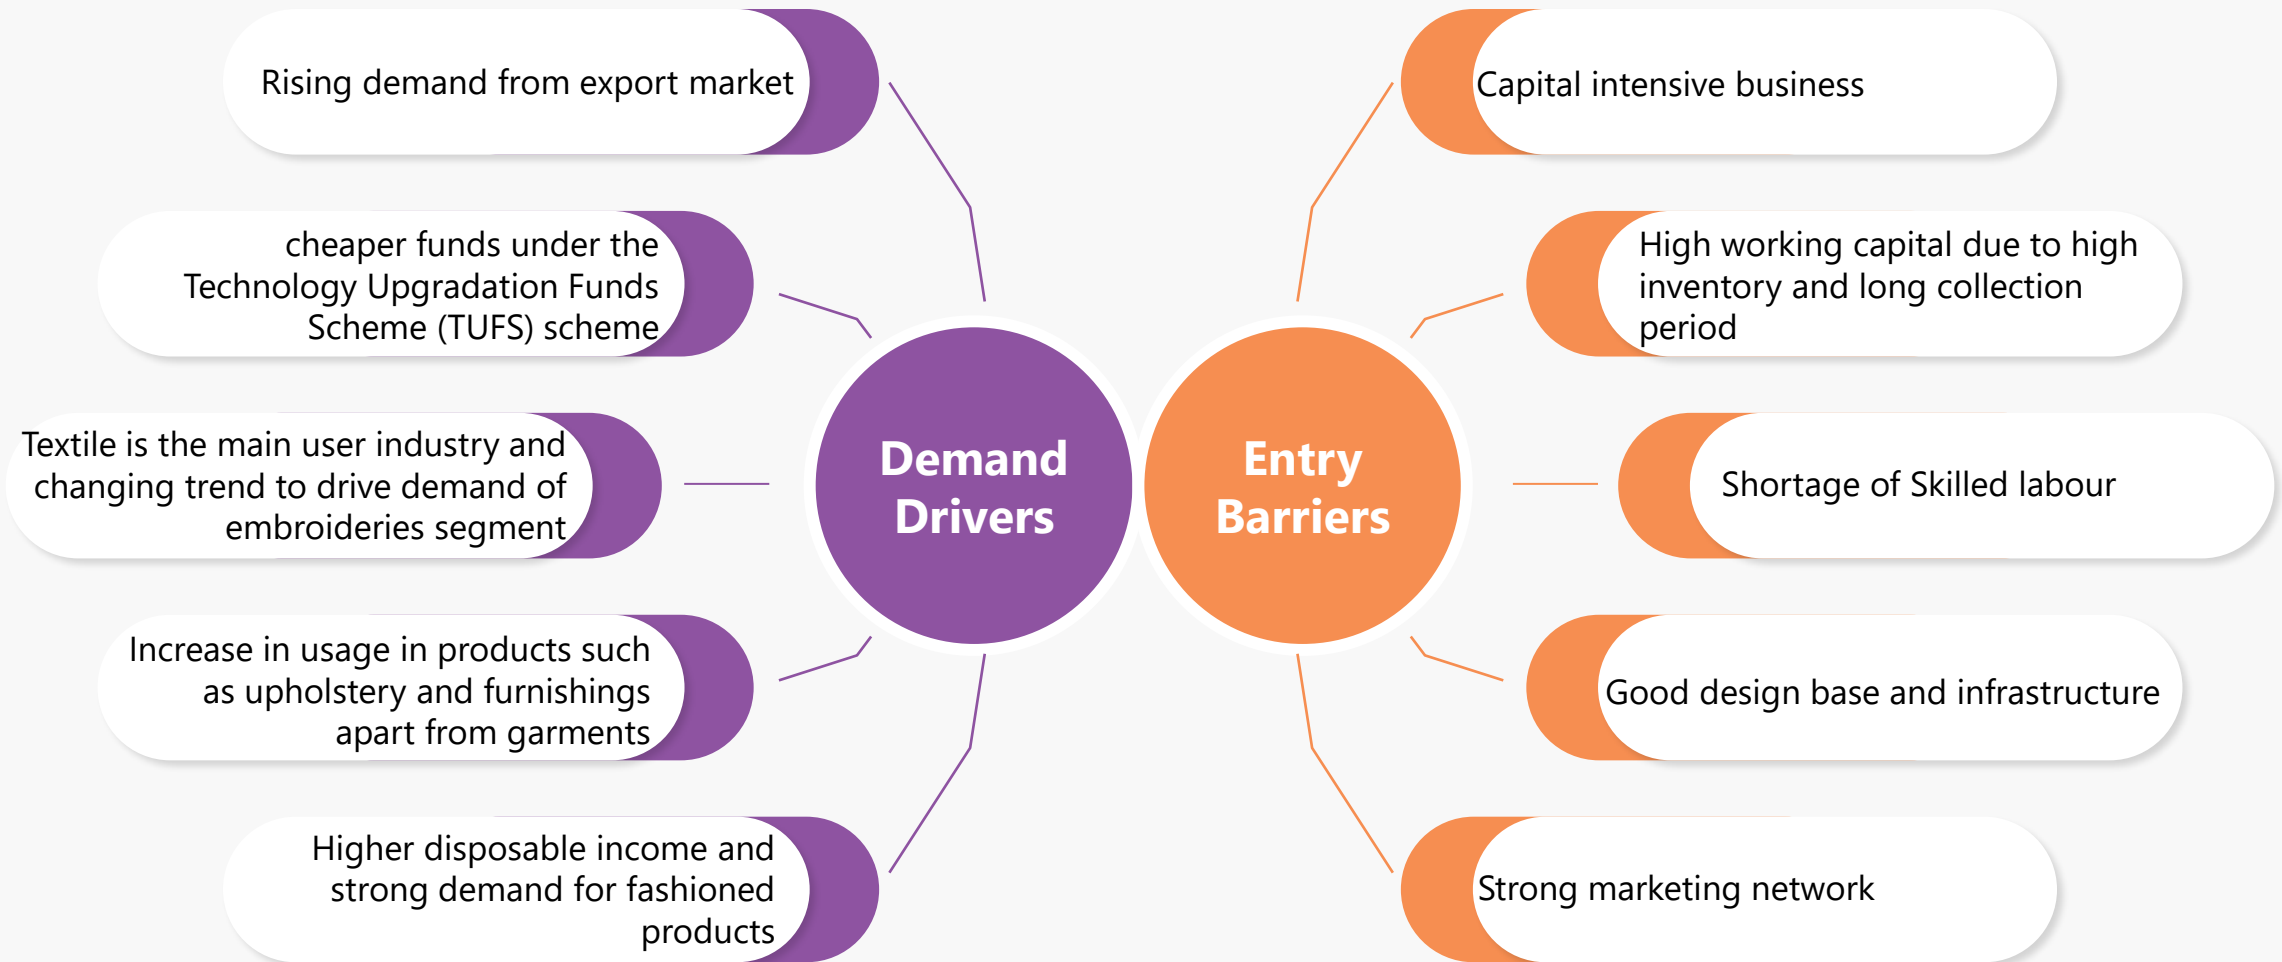 Rising demand from export market
cheaper funds under the
Technology Upgradation Funds
Scheme (TUFS) scheme
Textile is the main user industry and
changing trend to drive demand of
embroideries segment
Increase in usage in products such
as upholstery and furnishings
apart from garments
Higher disposable income and
strong demand for fashioned
products
Demand
Drivers
Entry
Barriers
Capital intensive business
High working capital due to high
inventory and long collection
period
Shortage of Skilled labour
Good design base and infrastructure
Strong marketing network